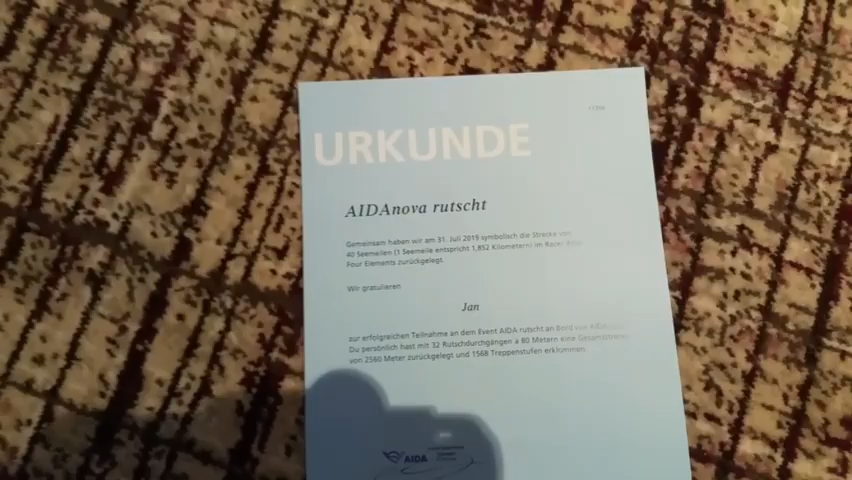 URKUNDE
AIDAnova rutscht
Gemeinsam haben wir am 31. Juli 2019 symbolisch die Strecke von
40 Seemeilen (1 Seemeile entspricht 1,852 Kilometern) im Racer
Four Elements zurückgelegt.
Wir gratulieren
Jan
zur erfolgreichen Teilnahme an dem Event AIDA rutscht an Bord von
Du persönlich hast mit 32 Rutschdurchgängen a 80 Metern eine Gesamtstrecke
von 2560 Meter zurückgelegt und 1568 Treppenstufen erklommen.
AIDA